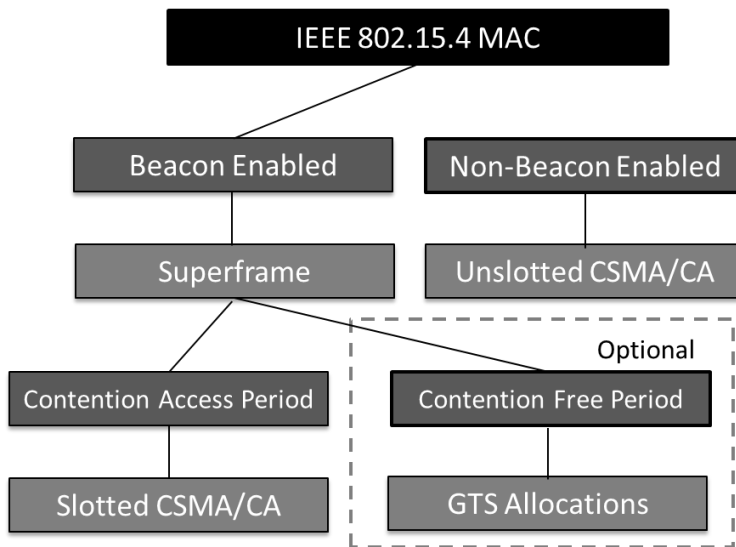 IEEE 802.15.4 MAC
Beacon Enabled
Non-Beacon Enabled
Superframe
Unslotted CSMA/CA
Optional
Contention Access Period
Contention Free Period
Slotted CSMA/CA
GTS Allocations